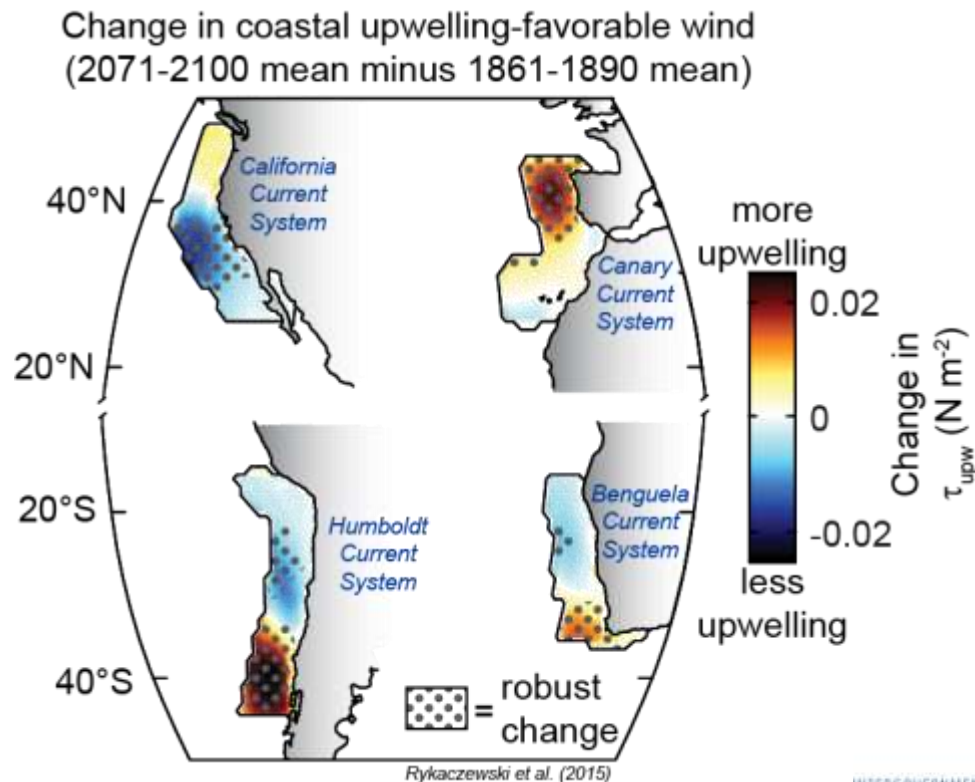 Change in coastal upwelling-favorable wind
(2071-2100 mean minus 1861-1890 mean)
California
Current
System
40°N
20°N
Canary
Current
System
more
upwelling
0.02
0
-0.02
Change in
τupw (N m-2)
less
upwelling
20°S
40°S
Humboldt
Current
System
Benguela
Current
System
= robust
change
Rykaczewski et al. (2015)